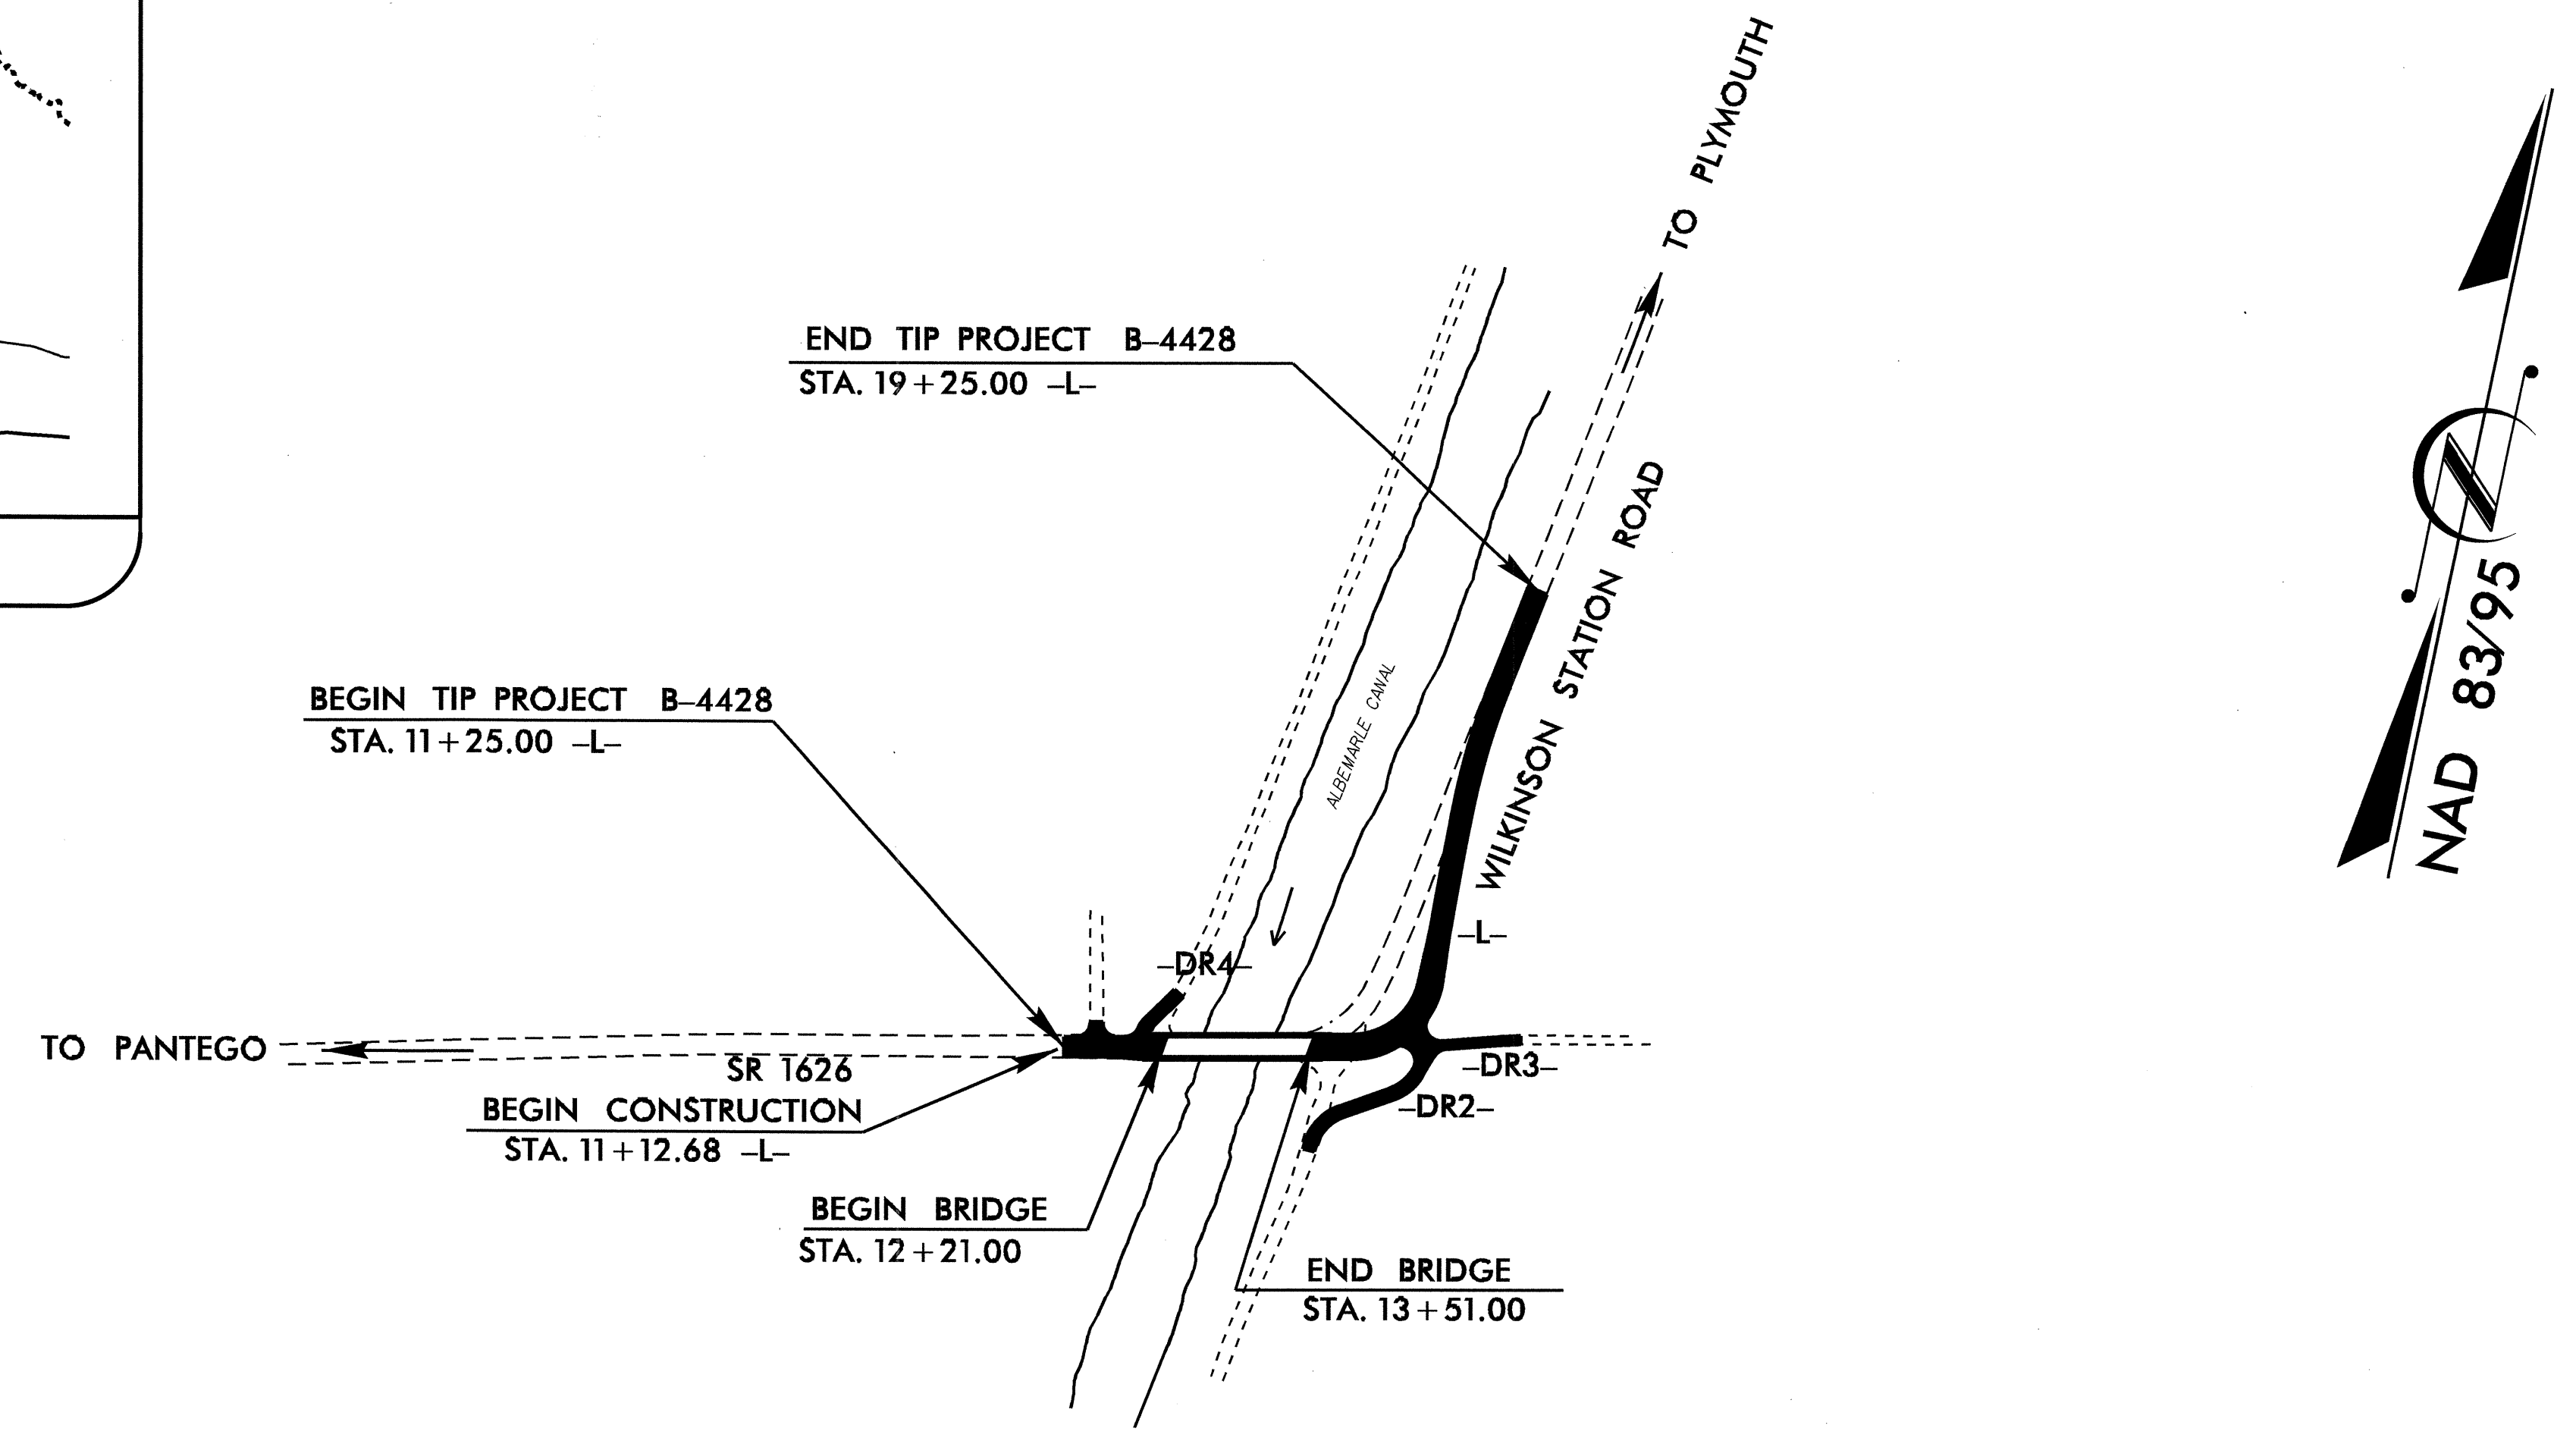 TO PLYMOUTH
END TIP PROJECT B–4428
STA. 19+25.00 –L–
WILKINSON STATION ROAD
N
NAD 83/95
ALBEMARLE CANAL
BEGIN TIP PROJECT B–4428
STA. 11+25.00 –L–
–L–
–DR4–
TO PANTEGO
SR 1626
–DR3–
BEGIN CONSTRUCTION
STA. 11+12.68 –L–
–DR2–
BEGIN BRIDGE
STA. 12+21.00
END BRIDGE
STA. 13+51.00